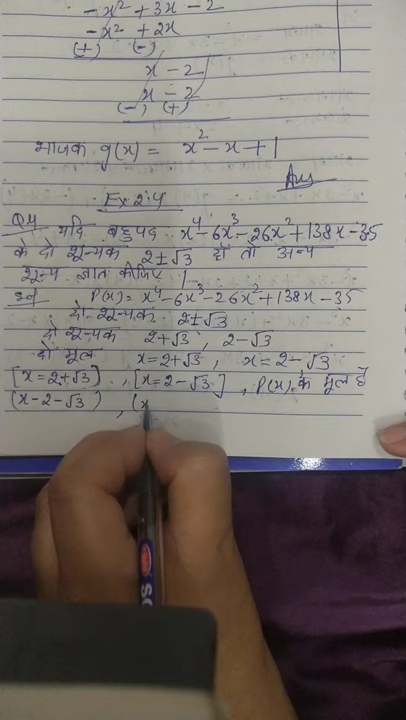 -x² + 3x - 2
-x² + 2x
(+) (-)
x - 2
x - 2
(-) (+)
भाजक g(x) = x² - x + 1
Ans
Ex 2.4
Q4 यदि बहुपद x⁴-6x³-26x²+138x-35
के दो शून्यक 2±√3 हों तो अन्य
शून्य ज्ञात कीजिए।
P(x) = x⁴-6x³-26x²+138x-35
दो शून्यक 2±√3
दो शून्यक 2+√3, 2-√3
दो मूल x=2+√3, x=2-√3
[x=2+√3], [x=2-√3], P(x) के मूल हैं
(x-2-√3), (x